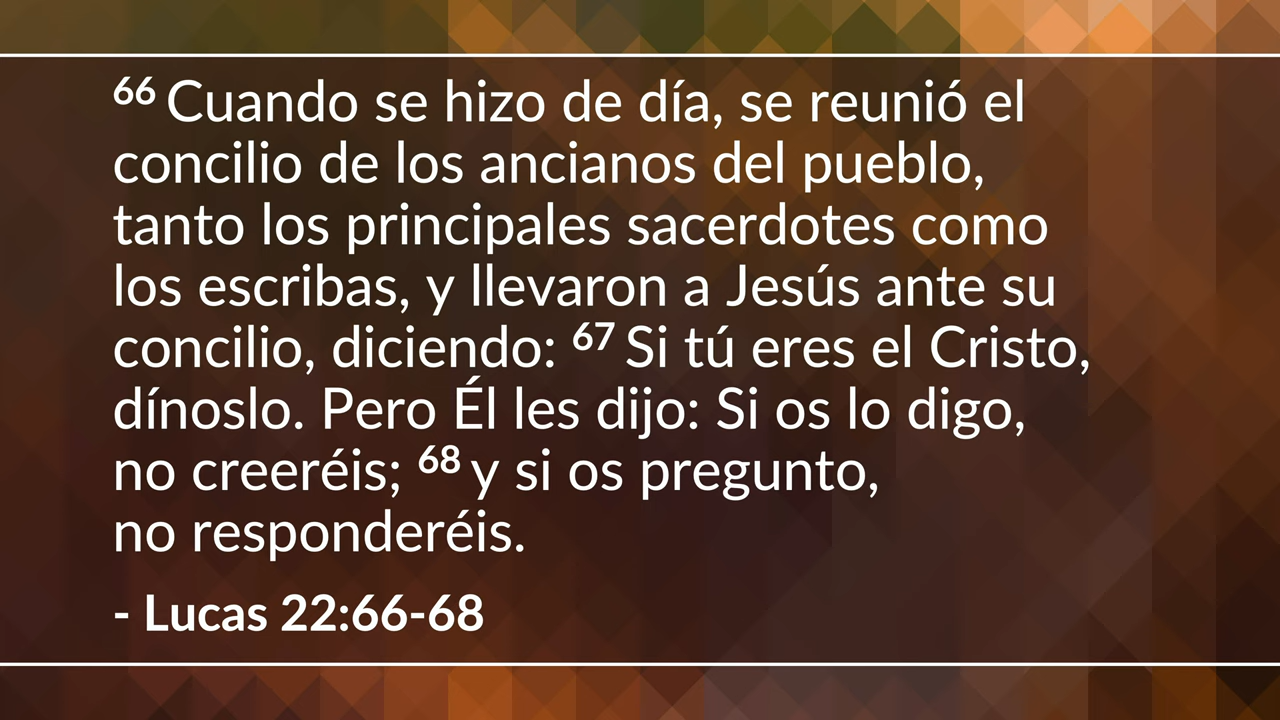 66 Cuando se hizo de día, se reunió el
concilio de los ancianos del pueblo,
tanto los principales sacerdotes como
los escribas, y llevaron a Jesús ante su
concilio, diciendo: 67 Si tú eres el Cristo,
dínoslo. Pero Él les dijo: Si os lo digo,
no creeréis; 68 y si os pregunto,
no responderéis.
- Lucas 22:66-68